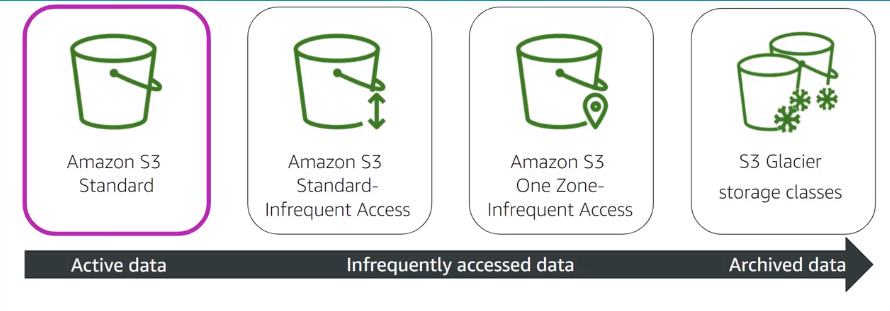 Amazon S3
Standard
Amazon S3
Standard-
Infrequent Access
Amazon S3
One Zone-
Infrequent Access
S3 Glacier
storage classes
Active data
Infrequently accessed data
Archived data